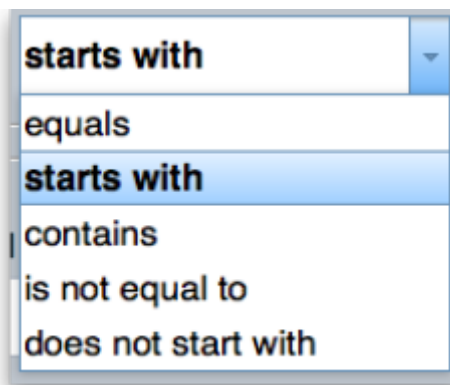 starts with
equals
starts with
contains
is not equal to
does not start with